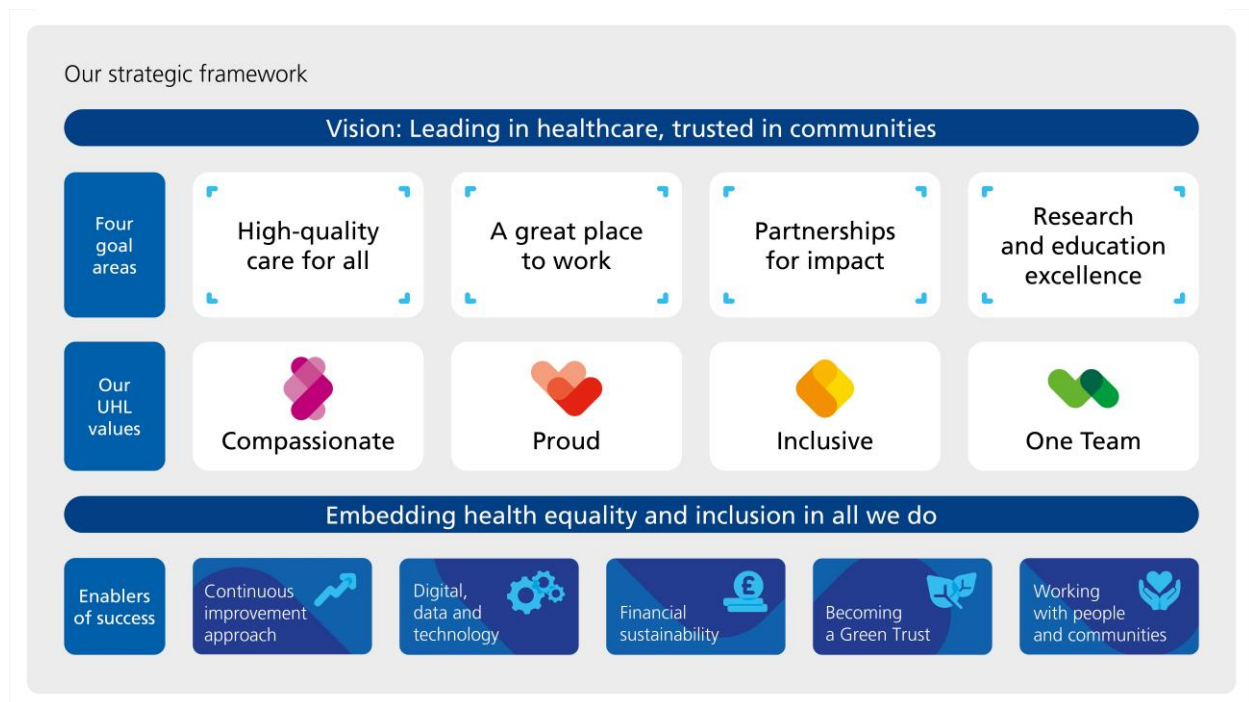 Our strategic framework
Vision: Leading in healthcare, trusted in communities
Four
goal
areas
High-quality
care for all
A great place
to work
Partnerships
for impact
Research
and education
excellence
Our
UHL
values
Compassionate
Proud
Inclusive
One Team
Embedding health equality and inclusion in all we do
Enablers
of success
Continuous
improvement
approach
Digital,
data and
technology
£
Financial
sustainability
Becoming
a Green Trust
Working
with people
and communities